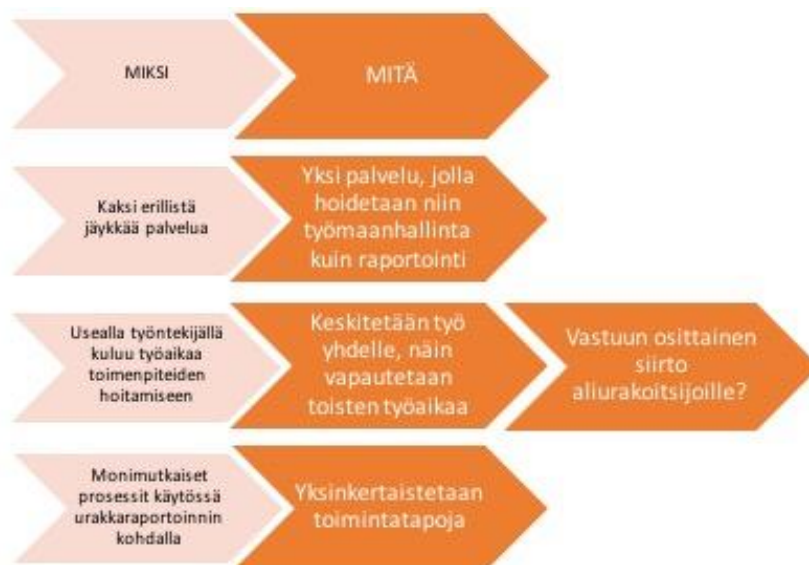 MIKSI
MITÄ
Kaksi erillistä
jäykkää palvelua
Yksi palvelu, jolla
hoidetaan niin
työmaanhallinta
kuin raportointi
Usealla työntekijällä
kuluu työaikaa
toimenpiteiden
hoitamiseen
Keskitetään työ
yhdelle, näin
vapautetaan
toisten työaikaa
Vastuun osittainen
siirto
aliurakoitsijoille?
Monimutkaiset
prosessit käytössä
urakkaraportoinnin
kohdalla
Yksinkertaistetaan
toimintatapoja